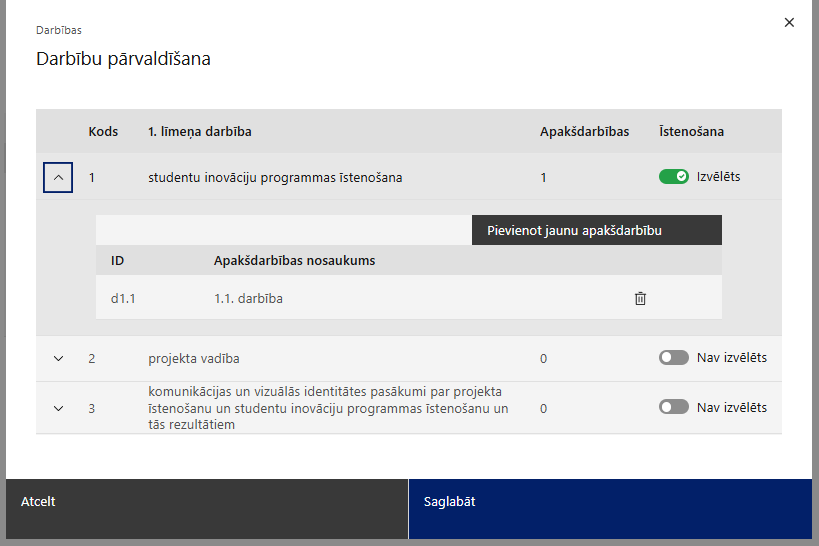 Darbības
Darbību pārvaldīšana
Kods 1. līmeņa darbība Apakšdarbības Īstenošana
1 studentu inovāciju programmas īstenošana 1 Izvēlēts
Pievienot jaunu apakšdarbību
ID Apakšdarbības nosaukums
d1.1 1.1. darbība
2 projekta vadība 0 Nav izvēlēts
komunikācijas un vizuālās identitātes pasākumi par projekta
3 īstenošanu un studentu inovāciju programmas īstenošanu un 0 Nav izvēlēts
tās rezultātiem
Atcelt Saglabāt